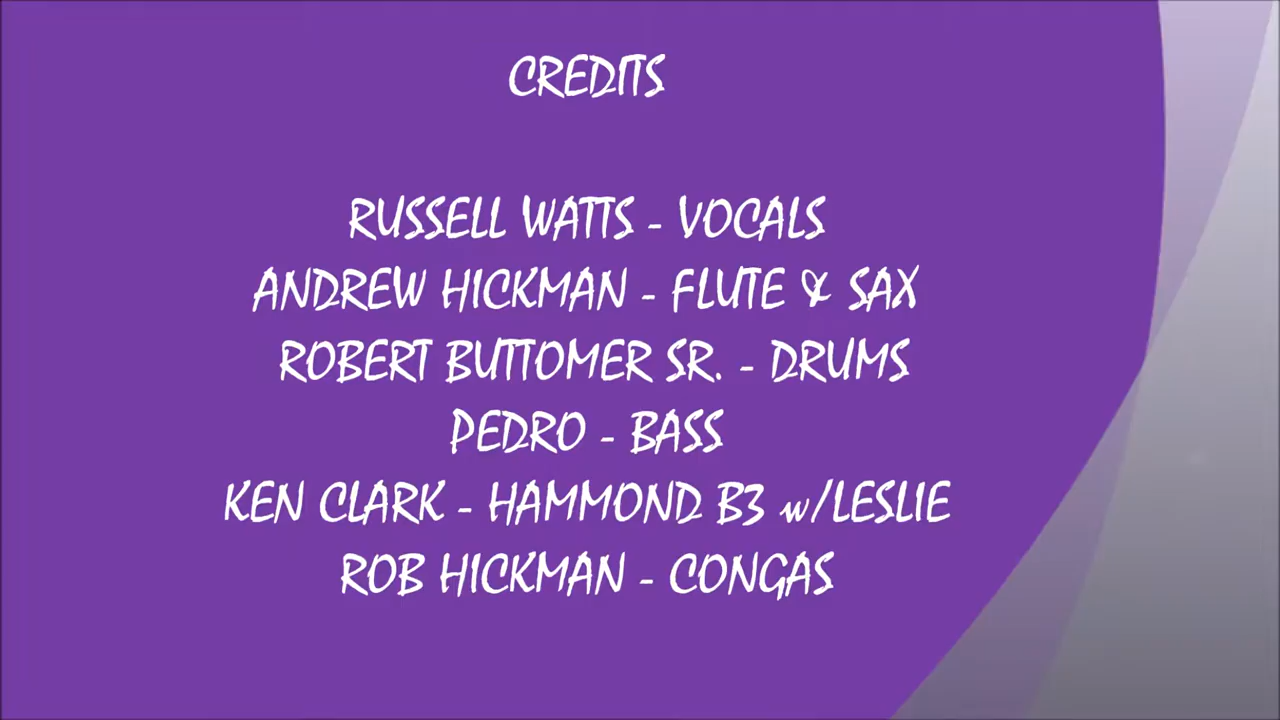 CREDITS
RUSSELL WATTS - VOCALS
ANDREW HICKMAN - FLUTE & SAX
ROBERT BUTTOMER SR. - DRUMS
PEDRO - BASS
KEN CLARK - HAMMOND B3 w/LESLIE
ROB HICKMAN - CONGAS